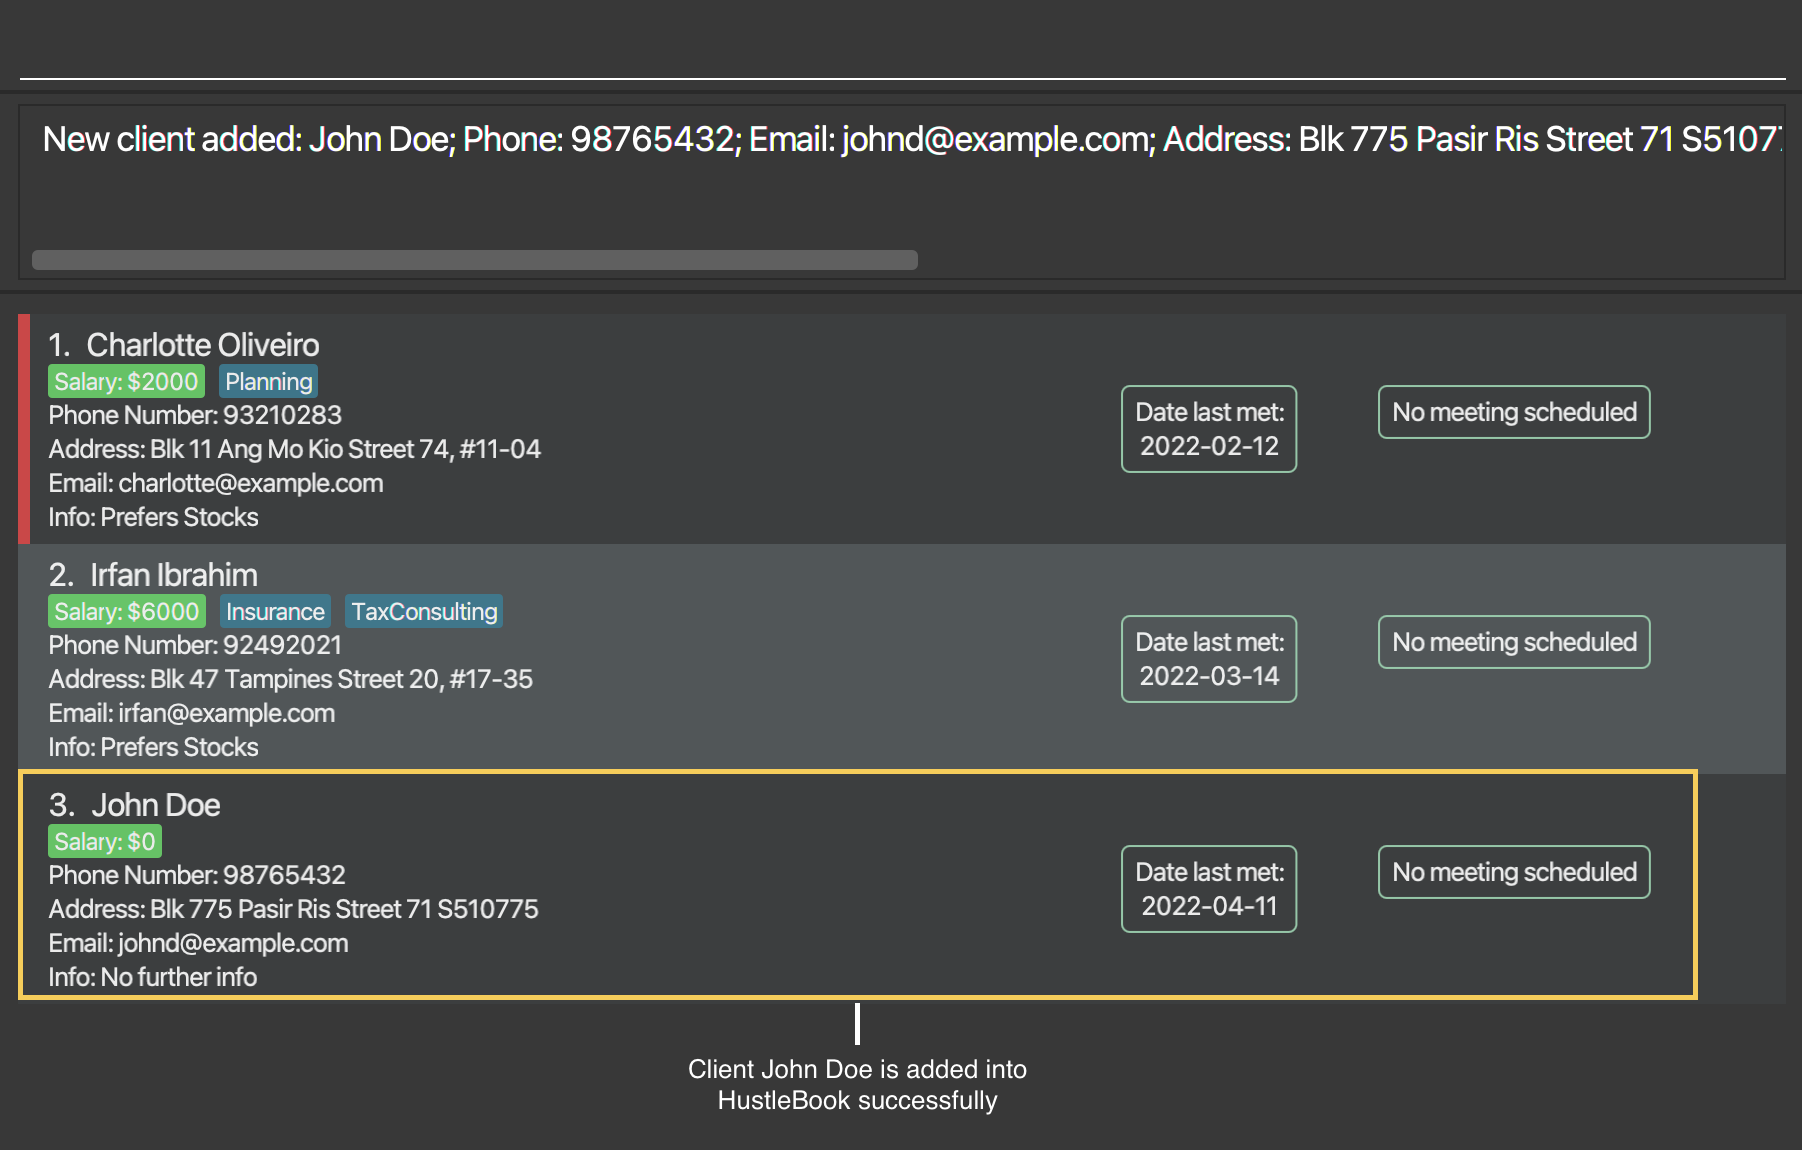 New client added: John Doe; Phone: 98765432; Email: johnd@example.com; Address: Blk 775 Pasir Ris Street 71 S5107
1. Charlotte Oliveiro
Salary: $2000 Planning
Phone Number: 93210283
Address: Blk 11 Ang Mo Kio Street 74, #11-04
Email: charlotte@example.com
Info: Prefers Stocks
Date last met:
2022-02-12
No meeting scheduled
2. Irfan Ibrahim
Salary: $6000 Insurance TaxConsulting
Phone Number: 92492021
Address: Blk 47 Tampines Street 20, #17-35
Email: irfan@example.com
Info: Prefers Stocks
Date last met:
2022-03-14
No meeting scheduled
3. John Doe
Salary: $0
Phone Number: 98765432
Address: Blk 775 Pasir Ris Street 71 S510775
Email: johnd@example.com
Info: No further info
Date last met:
2022-04-11
No meeting scheduled
Client John Doe is added into
HustleBook successfully